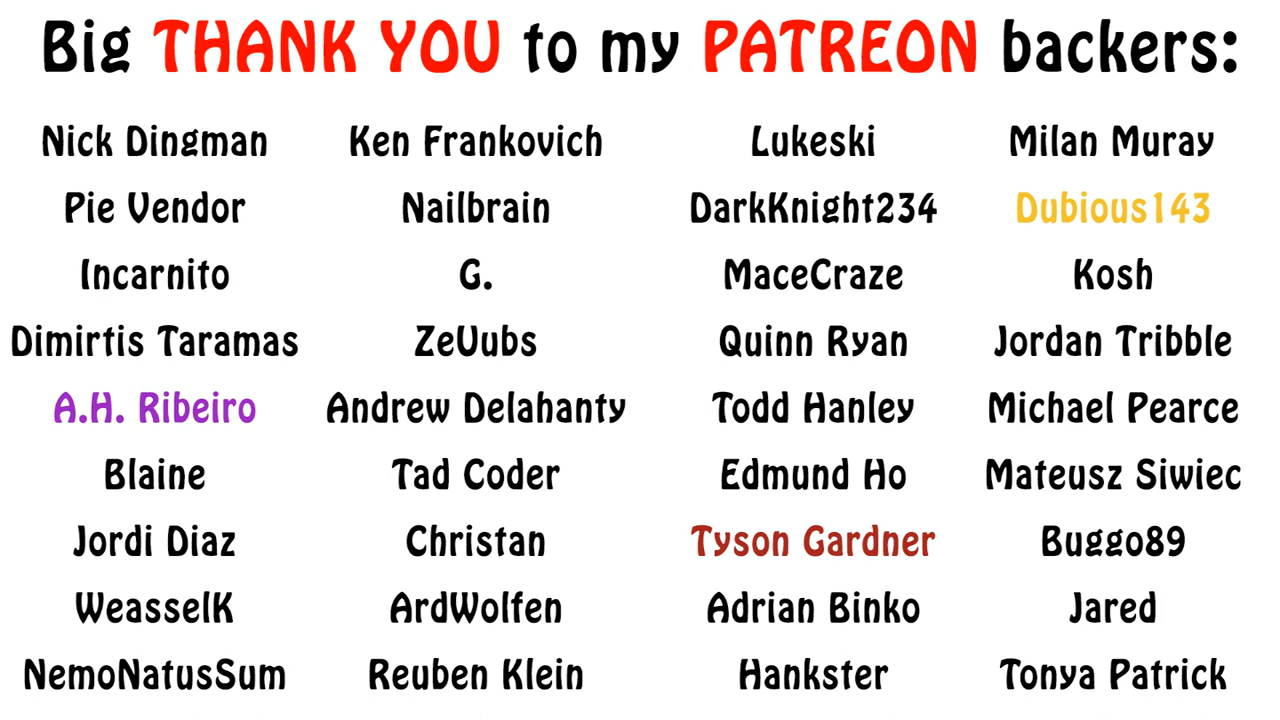 Big THANK YOU to my PATREON backers:
Nick Dingman Ken Frankovich Lukeski Milan Muray
Pie Vendor Nailbrain DarkKnight234 Dubious143
Incarnito G. MaceCraze Kosh
Dimirtis Taramas ZeVubs Quinn Ryan Jordan Tribble
A.H. Ribeiro Andrew Delahanty Todd Hanley Michael Pearce
Blaine Tad Coder Edmund Ho Mateusz Siwiec
Jordi Diaz Christan Tyson Gardner Buggo89
WeasselK ArdWolfen Adrian Binko Jared
NemoNatusSum Reuben Klein Hankster Tonya Patrick